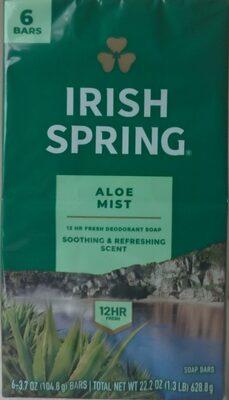 6
BARS
IRISH
SPRING®
ALOE
MIST
12 HR FRESH DEODORANT SOAP
SOOTHING & REFRESHING
SCENT
12HR
FRESH
SOAP BARS
6-3.7 OZ (104.8 g) BARS | TOTAL NET WT 22.2 OZ (1.3 LB) 628.8 g